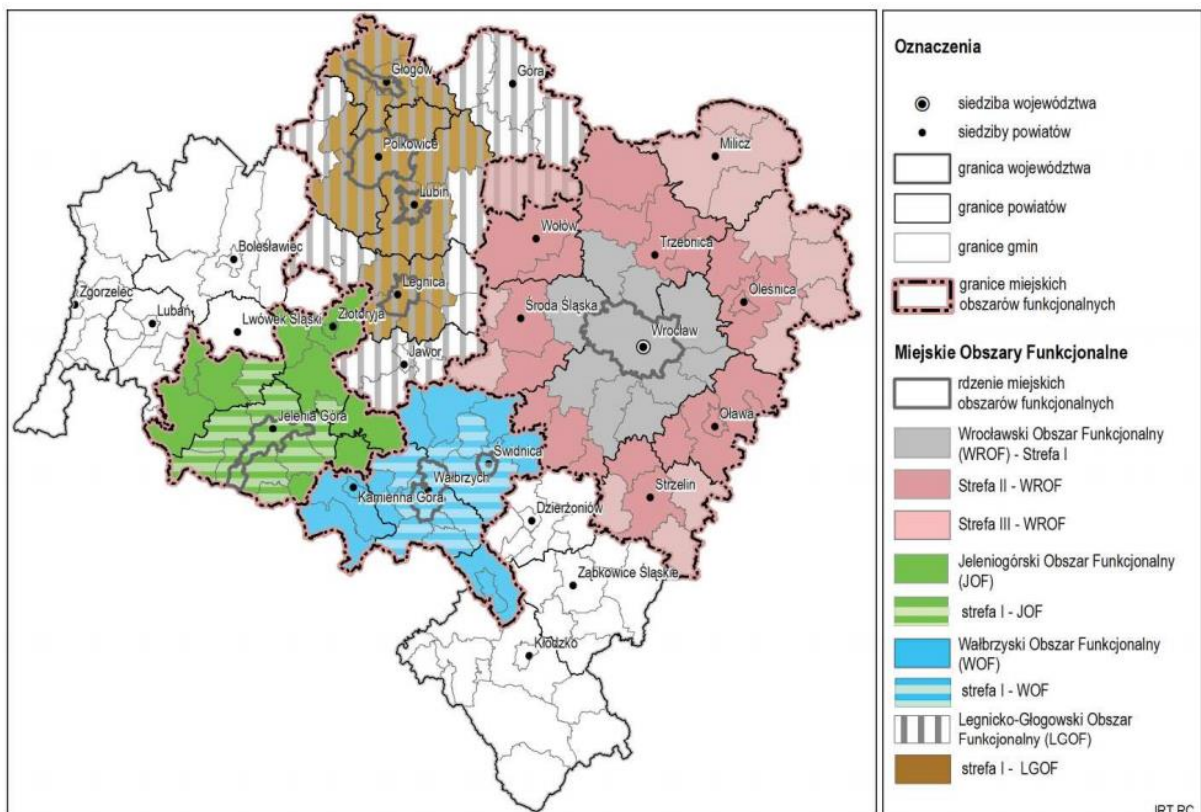 Głogów
Góra
Polkowice
Milicz
Lubin
Wołów
Trzebnica
Bolesławiec
Legnica
Oleśnica
Zgorzelec
Środa Śląska
Lubań
Lwówek Śląski
Złotoryja
Wrocław
Jawor
Jelenia Góra
Oława
Świdnica
Wałbrzych
Kamienna Góra
Strzelin
Dzierżoniów
Ząbkowice Śląskie
Kłodzko
Oznaczenia
siedziba województwa
siedziby powiatów
granica województwa
granice powiatów
granice gmin
granice miejskich
obszarów funkcjonalnych
Miejskie Obszary Funkcjonalne
rdzenie miejskich
obszarów funkcjonalnych
Wrocławski Obszar Funkcjonalny
(WROF) - Strefa I
Strefa II - WROF
Strefa III - WROF
Jeleniogórski Obszar Funkcjonalny
(JOF)
strefa I - JOF
Wałbrzyski Obszar Funkcjonalny
(WOF)
strefa I - WOF
Legnicko-Głogowski Obszar
Funkcjonalny (LGOF)
strefa I - LGOF